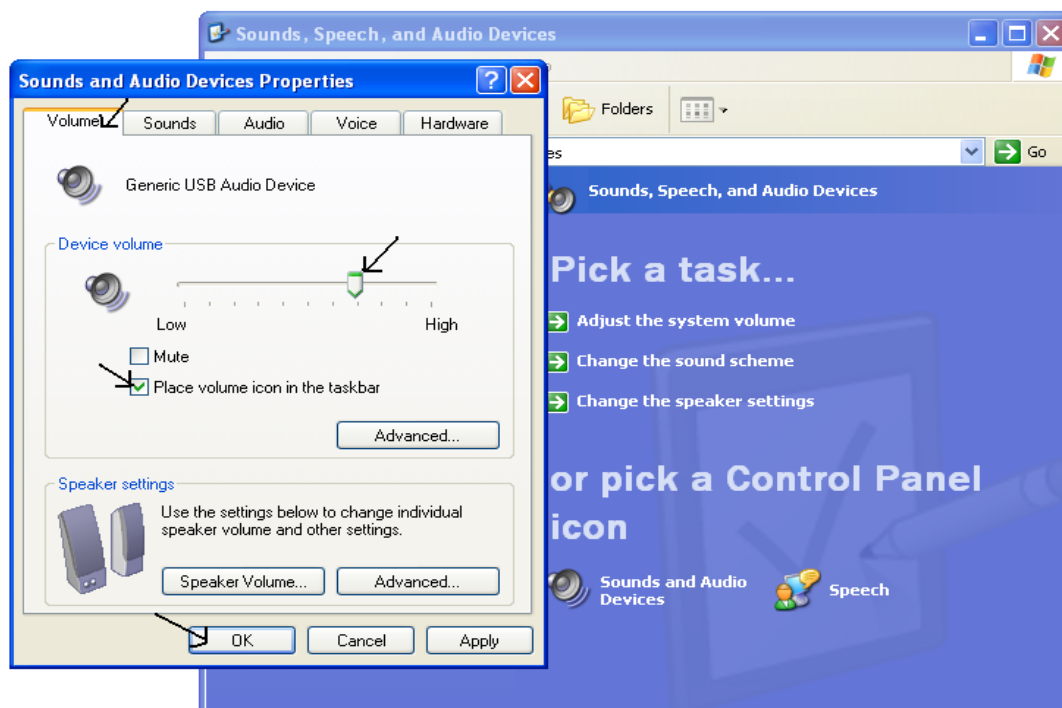 Sounds, Speech, and Audio Devices
Sounds and Audio Devices Properties
Volume
Sounds
Audio
Voice
Hardware
Generic USB Audio Device
Device volume
Low
High
Mute
Place volume icon in the taskbar
Advanced...
Speaker settings
Use the settings below to change individual
speaker volume and other settings.
Speaker Volume...
Advanced...
OK
Cancel
Apply
Folders
es
Go
Sounds, Speech, and Audio Devices
Pick a task...
Adjust the system volume
Change the sound scheme
Change the speaker settings
or pick a Control Panel
icon
Sounds and Audio
Devices
Speech